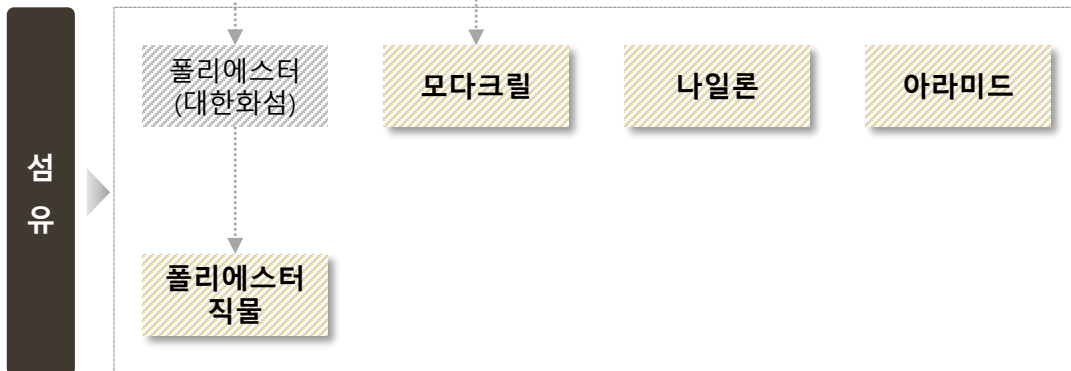 섬
유
폴리에스터
(대한화섬)
모다크릴
나일론
아라미드
폴리에스터
직물